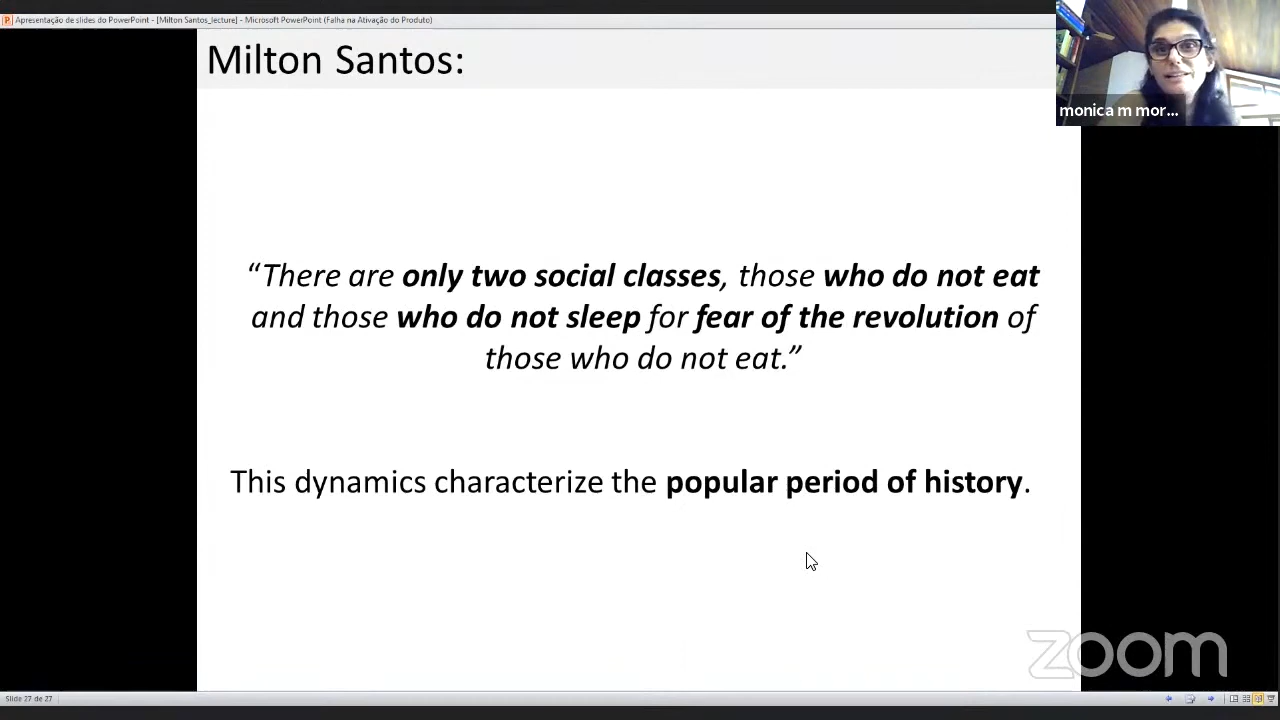 Apresentação de slides do PowerPoint - [Milton Santos_lecture] - Microsoft PowerPoint (Falha na Ativação do Produto)
Milton Santos:
monica m mor...
“There are only two social classes, those who do not eat
and those who do not sleep for fear of the revolution of
those who do not eat.”
This dynamics characterize the popular period of history.
zoom
Slide 27 de 27